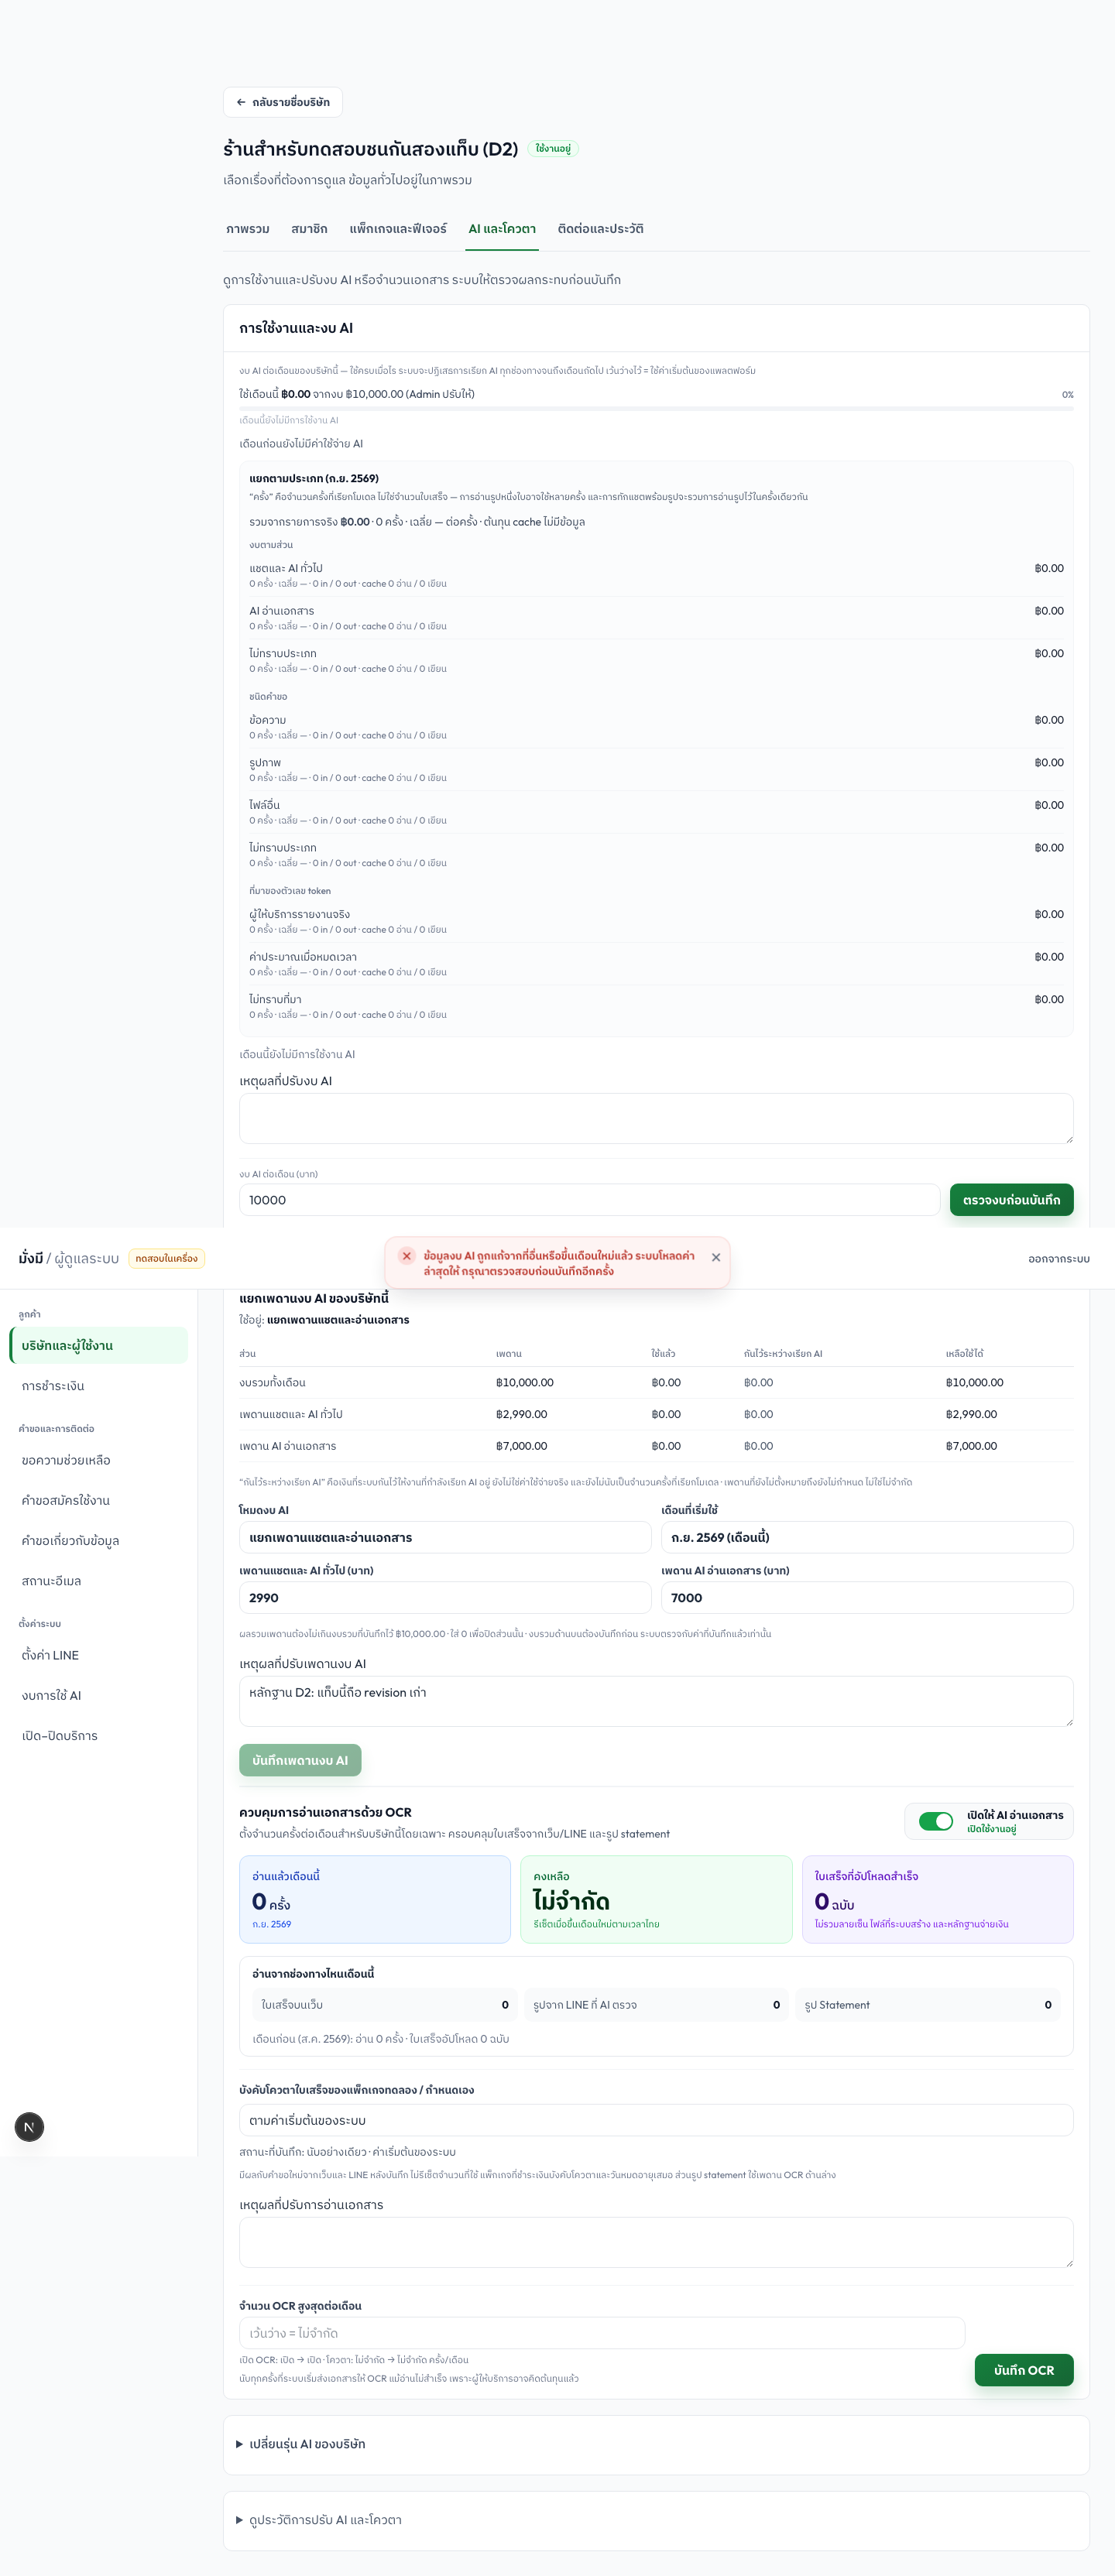 ← กลับรายชื่อบริษัท
ร้านสำหรับทดสอบชนกันสองแท็บ (D2) ใช้งานอยู่
เลือกเรื่องที่ต้องการดูแล ข้อมูลทั่วไปอยู่ในภาพรวม
ภาพรวม สมาชิก แพ็กเกจและฟีเจอร์ AI และโควตา ติดต่อและประวัติ
ดูการใช้งานและปรับงบ AI หรือจำนวนเอกสาร ระบบให้ตรวจผลกระทบก่อนบันทึก
การใช้งานและงบ AI
งบ AI ต่อเดือนของบริษัทนี้ — ใช้ครบเมื่อไร ระบบจะปฏิเสธการเรียก AI ทุกช่องทางจนถึงเดือนถัดไป เว้นว่างไว้ = ใช้ค่าเริ่มต้นของแพลตฟอร์ม
ใช้เดือนนี้ ฿0.00 จากงบ ฿10,000.00 (Admin ปรับให้) 0%
เดือนนี้ยังไม่มีการใช้งาน AI
เดือนก่อนยังไม่มีค่าใช้จ่าย AI
แยกตามประเภท (ก.ย. 2569)
"ครั้ง" คือจำนวนครั้งที่เรียกโมเดล ไม่ใช่จำนวนใบเสร็จ — การอ่านรูปหนึ่งใบอาจใช้หลายครั้ง และการทักแชตพร้อมรูปจะรวมการอ่านรูปไว้ในครั้งเดียวกัน
รวมจากรายการจริง ฿0.00 · 0 ครั้ง · เฉลี่ย — ต่อครั้ง · ต้นทุน cache ไม่มีข้อมูล
งบตามส่วน
แชตและ AI ทั่วไป ฿0.00
0 ครั้ง · เฉลี่ย — · 0 in / 0 out · cache 0 อ่าน / 0 เขียน
AI อ่านเอกสาร ฿0.00
0 ครั้ง · เฉลี่ย — · 0 in / 0 out · cache 0 อ่าน / 0 เขียน
ไม่ทราบประเภท ฿0.00
0 ครั้ง · เฉลี่ย — · 0 in / 0 out · cache 0 อ่าน / 0 เขียน
ชนิดคำขอ
ข้อความ ฿0.00
0 ครั้ง · เฉลี่ย — · 0 in / 0 out · cache 0 อ่าน / 0 เขียน
รูปภาพ ฿0.00
0 ครั้ง · เฉลี่ย — · 0 in / 0 out · cache 0 อ่าน / 0 เขียน
ไฟล์อื่น ฿0.00
0 ครั้ง · เฉลี่ย — · 0 in / 0 out · cache 0 อ่าน / 0 เขียน
ไม่ทราบประเภท ฿0.00
0 ครั้ง · เฉลี่ย — · 0 in / 0 out · cache 0 อ่าน / 0 เขียน
ที่มาของตัวเลข token
ผู้ให้บริการรายงานจริง ฿0.00
0 ครั้ง · เฉลี่ย — · 0 in / 0 out · cache 0 อ่าน / 0 เขียน
ค่าประมาณเมื่อหมดเวลา ฿0.00
0 ครั้ง · เฉลี่ย — · 0 in / 0 out · cache 0 อ่าน / 0 เขียน
ไม่ทราบที่มา ฿0.00
0 ครั้ง · เฉลี่ย — · 0 in / 0 out · cache 0 อ่าน / 0 เขียน
เดือนนี้ยังไม่มีการใช้งาน AI
เหตุผลที่ปรับงบ AI
งบ AI ต่อเดือน (บาท)
10000 ตรวจงบก่อนบันทึก
มั่งมี / ผู้ดูแลระบบ ทดสอบในเครื่อง
ข้อมูลงบ AI ถูกแก้จากที่อื่นหรือขึ้นเดือนใหม่แล้ว ระบบโหลดค่า
ล่าสุดให้ กรุณาตรวจสอบก่อนบันทึกอีกครั้ง
ออกจากระบบ
ลูกค้า
บริษัทและผู้ใช้งาน
การชำระเงิน
คำขอและการติดต่อ
ขอความช่วยเหลือ
คำขอสมัครใช้งาน
คำขอเกี่ยวกับข้อมูล
สถานะอีเมล
ตั้งค่าระบบ
ตั้งค่า LINE
งบการใช้ AI
เปิด–ปิดบริการ
แยกเพดานงบ AI ของบริษัทนี้
ใช้อยู่: แยกเพดานแชตและอ่านเอกสาร
ส่วน เพดาน ใช้แล้ว กันไว้ระหว่างเรียก AI เหลือใช้ได้
งบรวมทั้งเดือน ฿10,000.00 ฿0.00 ฿0.00 ฿10,000.00
เพดานแชตและ AI ทั่วไป ฿2,990.00 ฿0.00 ฿0.00 ฿2,990.00
เพดาน AI อ่านเอกสาร ฿7,000.00 ฿0.00 ฿0.00 ฿7,000.00
"กันไว้ระหว่างเรียก AI" คือเงินที่ระบบกันไว้ให้งานที่กำลังเรียก AI อยู่ ยังไม่ใช่ค่าใช้จ่ายจริง และยังไม่นับเป็นจำนวนครั้งที่เรียกโมเดล · เพดานที่ยังไม่ตั้งหมายถึงยังไม่กำหนด ไม่ใช่ไม่จำกัด
โหมดงบ AI เดือนที่เริ่มใช้
แยกเพดานแชตและอ่านเอกสาร ก.ย. 2569 (เดือนนี้)
เพดานแชตและ AI ทั่วไป (บาท) เพดาน AI อ่านเอกสาร (บาท)
2990 7000
ผลรวมเพดานต้องไม่เกินงบรวมที่บันทึกไว้ ฿10,000.00 · ใส่ 0 เพื่อปิดส่วนนั้น · งบรวมด้านบนต้องบันทึกก่อน ระบบตรวจกับค่าที่บันทึกแล้วเท่านั้น
เหตุผลที่ปรับเพดานงบ AI
หลักฐาน D2: แท็บนี้ถือ revision เก่า
บันทึกเพดานงบ AI
ควบคุมการอ่านเอกสารด้วย OCR
ตั้งจำนวนครั้งต่อเดือนสำหรับบริษัทนี้โดยเฉพาะ ครอบคลุมใบเสร็จจากเว็บ/LINE และรูป statement
เปิดให้ AI อ่านเอกสาร
เปิดใช้งานอยู่
อ่านแล้วเดือนนี้
0 ครั้ง
ก.ย. 2569
คงเหลือ
ไม่จำกัด
รีเซ็ตเมื่อขึ้นเดือนใหม่ตามเวลาไทย
ใบเสร็จที่อัปโหลดสำเร็จ
0 ฉบับ
ไม่รวมลายเซ็น ไฟล์ที่ระบบสร้าง และหลักฐานจ่ายเงิน
อ่านจากช่องทางไหนเดือนนี้
ใบเสร็จบนเว็บ 0 รูปจาก LINE ที่ AI ตรวจ 0 รูป Statement 0
เดือนก่อน (ส.ค. 2569): อ่าน 0 ครั้ง · ใบเสร็จอัปโหลด 0 ฉบับ
บังคับโควตาใบเสร็จของแพ็กเกจทดลอง / กำหนดเอง
ตามค่าเริ่มต้นของระบบ
สถานะที่บันทึก: นับอย่างเดียว · ค่าเริ่มต้นของระบบ
มีผลกับคำขอใหม่จากเว็บและ LINE หลังบันทึก ไม่รีเซ็ตจำนวนที่ใช้ แพ็กเกจที่ชำระเงินบังคับโควตาและวันหมดอายุเสมอ ส่วนรูป statement ใช้เพดาน OCR ด้านล่าง
เหตุผลที่ปรับการอ่านเอกสาร
จำนวน OCR สูงสุดต่อเดือน
เว้นว่าง = ไม่จำกัด
เปิด OCR: เปิด → เปิด · โควตา: ไม่จำกัด → ไม่จำกัด ครั้ง/เดือน
นับทุกครั้งที่ระบบเริ่มส่งเอกสารให้ OCR แม้อ่านไม่สำเร็จ เพราะผู้ให้บริการอาจคิดต้นทุนแล้ว
บันทึก OCR
เปลี่ยนรุ่น AI ของบริษัท
ดูประวัติการปรับ AI และโควตา